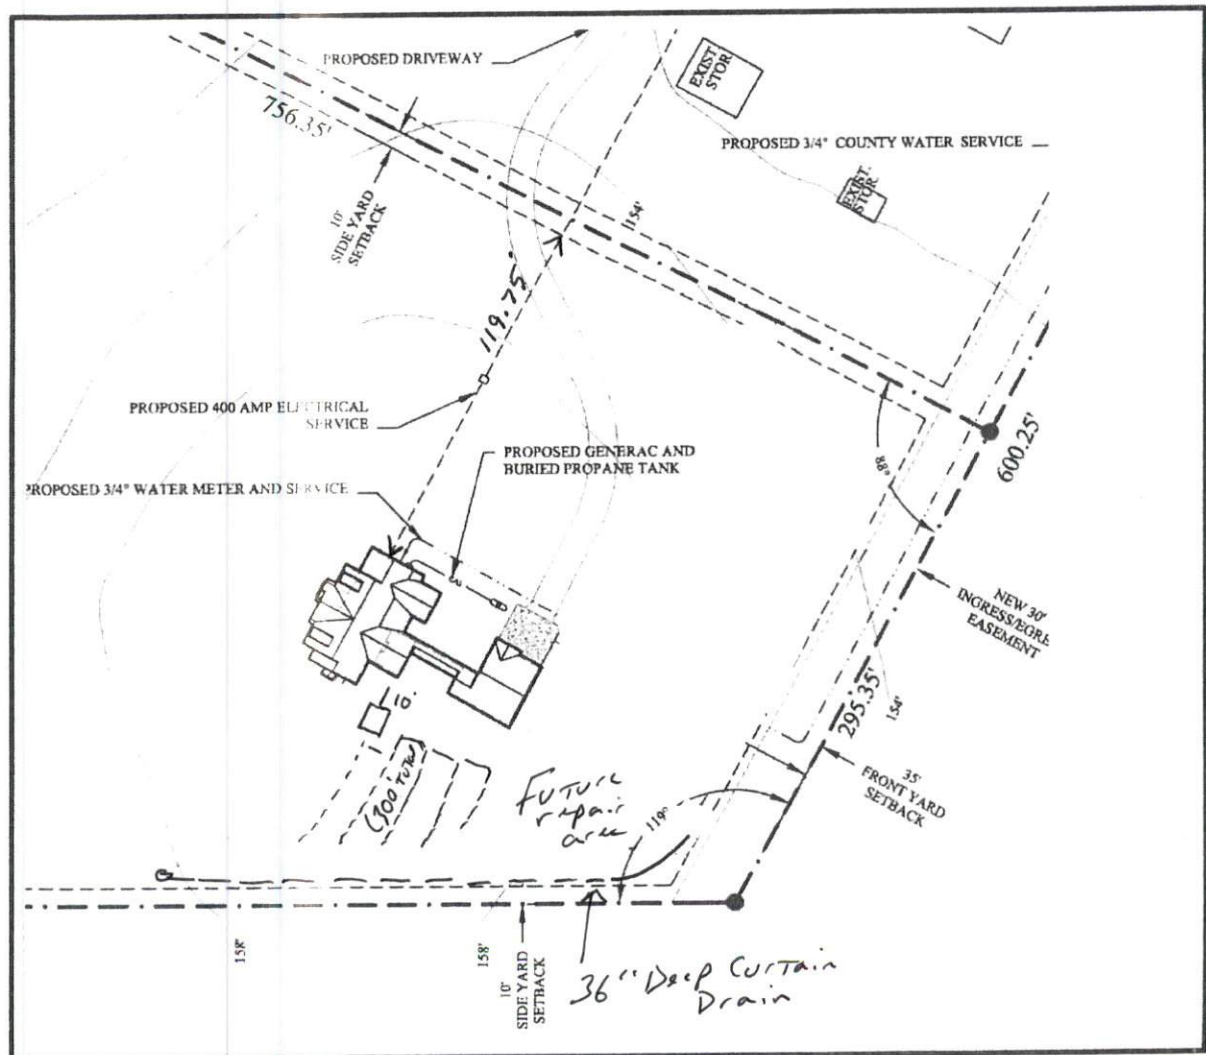 PROPOSED DRIVEWAY
EXIST.
STOR
756.35'
PROPOSED 3/4" COUNTY WATER SERVICE
EXIST.
STOR.
10'
SIDE YARD
SETBACK
154'
119.75'
PROPOSED 400 AMP ELECTRICAL
SERVICE
600.25'
PROPOSED GENERAC AND
BURIED PROPANE TANK
88°
PROPOSED 3/4" WATER METER AND SERVICE
NEW 30'
INGRESS/EGRE
EASEMENT
295.35'
154'
10'
35'
FRONT YARD
SETBACK
(300' TOTAL)
Future
repair
area
119°
158'
158'
10'
SIDE YARD
SETBACK
36" Deep Curtain
Drain